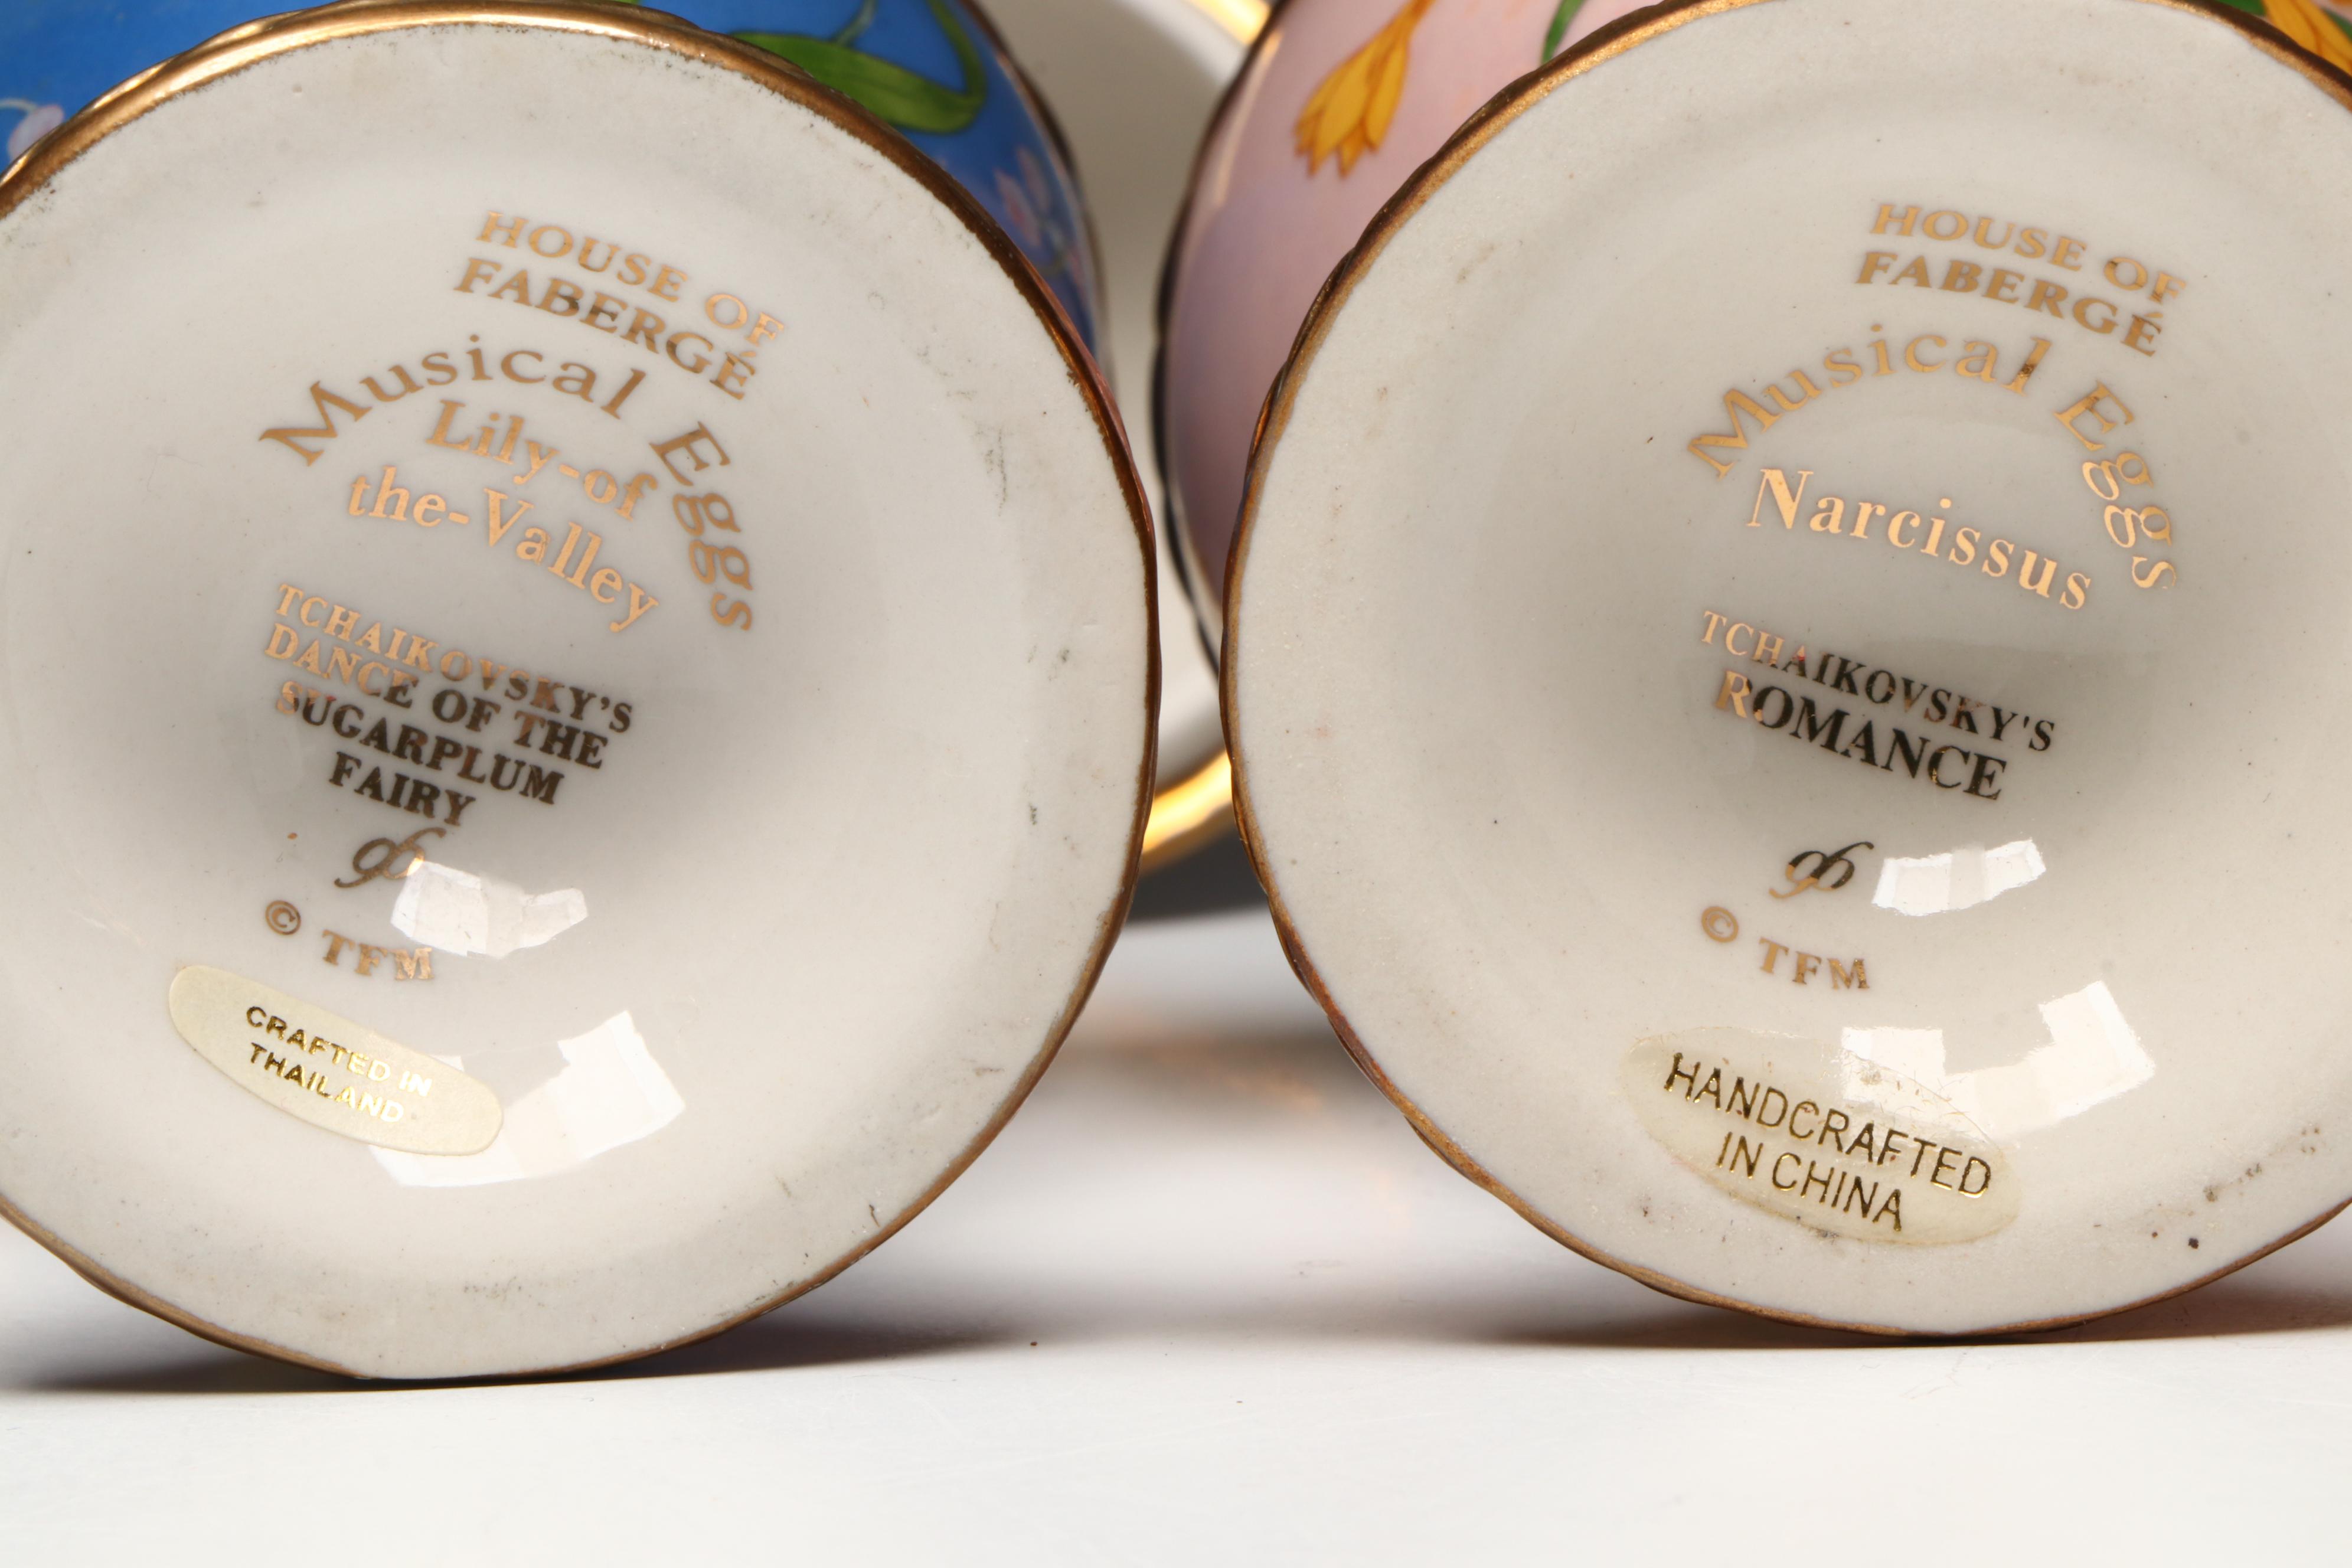 HOUSE OF
FABERGÉ
Musical Eggs
Lily-of
the-Valley
TCHAIKOVSKY'S
DANCE OF THE
SUGARPLUM
FAIRY
© TFM
CRAFTED IN
THAILAND
HOUSE OF
FABERGÉ
Musical Eggs
Narcissus
TCHAIKOVSKY'S
ROMANCE
© TFM
HANDCRAFTED
IN CHINA